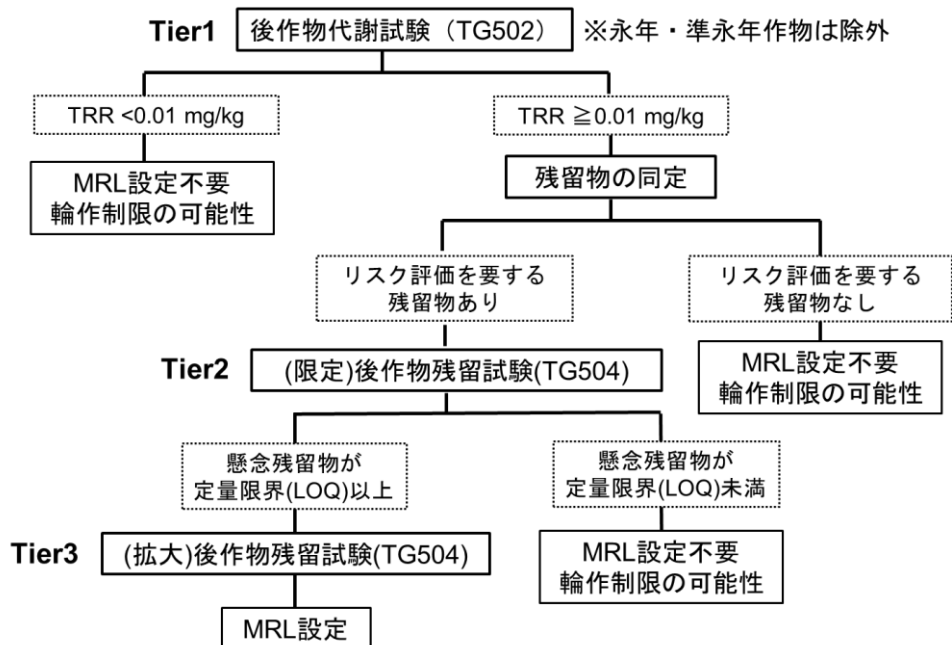 Tier1 後作物代謝試験（TG502） ※永年・準永年作物は除外
TRR <0.01 mg/kg
TRR ≧0.01 mg/kg
MRL設定不要
輪作制限の可能性
残留物の同定
リスク評価を要する
残留物あり
リスク評価を要する
残留物なし
Tier2 (限定)後作物残留試験(TG504)
MRL設定不要
輪作制限の可能性
懸念残留物が
定量限界(LOQ)以上
懸念残留物が
定量限界(LOQ)未満
Tier3 (拡大)後作物残留試験(TG504)
MRL設定不要
輪作制限の可能性
MRL設定